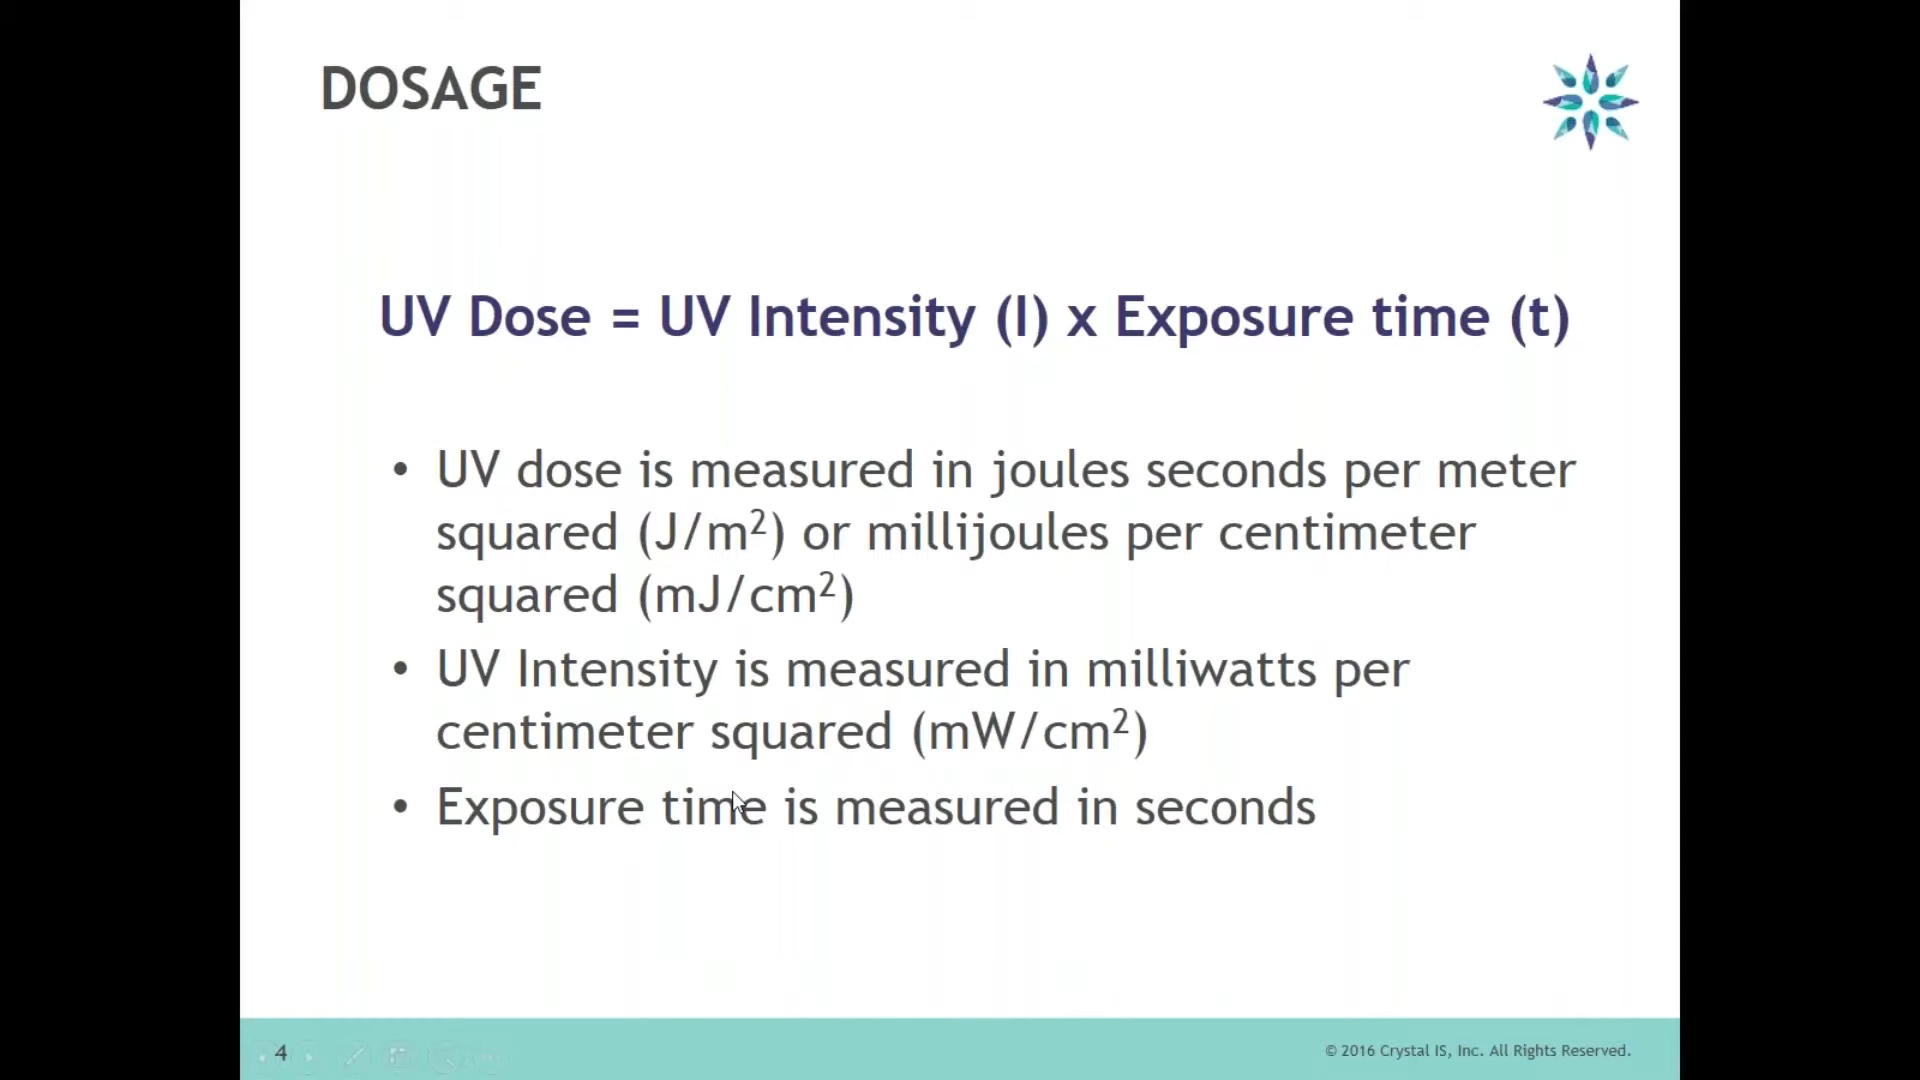 DOSAGE
UV Dose = UV Intensity (I) x Exposure time (t)
• UV dose is measured in joules seconds per meter
squared (J/m²) or millijoules per centimeter
squared (mJ/cm²)
• UV Intensity is measured in milliwatts per
centimeter squared (mW/cm²)
• Exposure time is measured in seconds
4
© 2016 Crystal IS, Inc. All Rights Reserved.